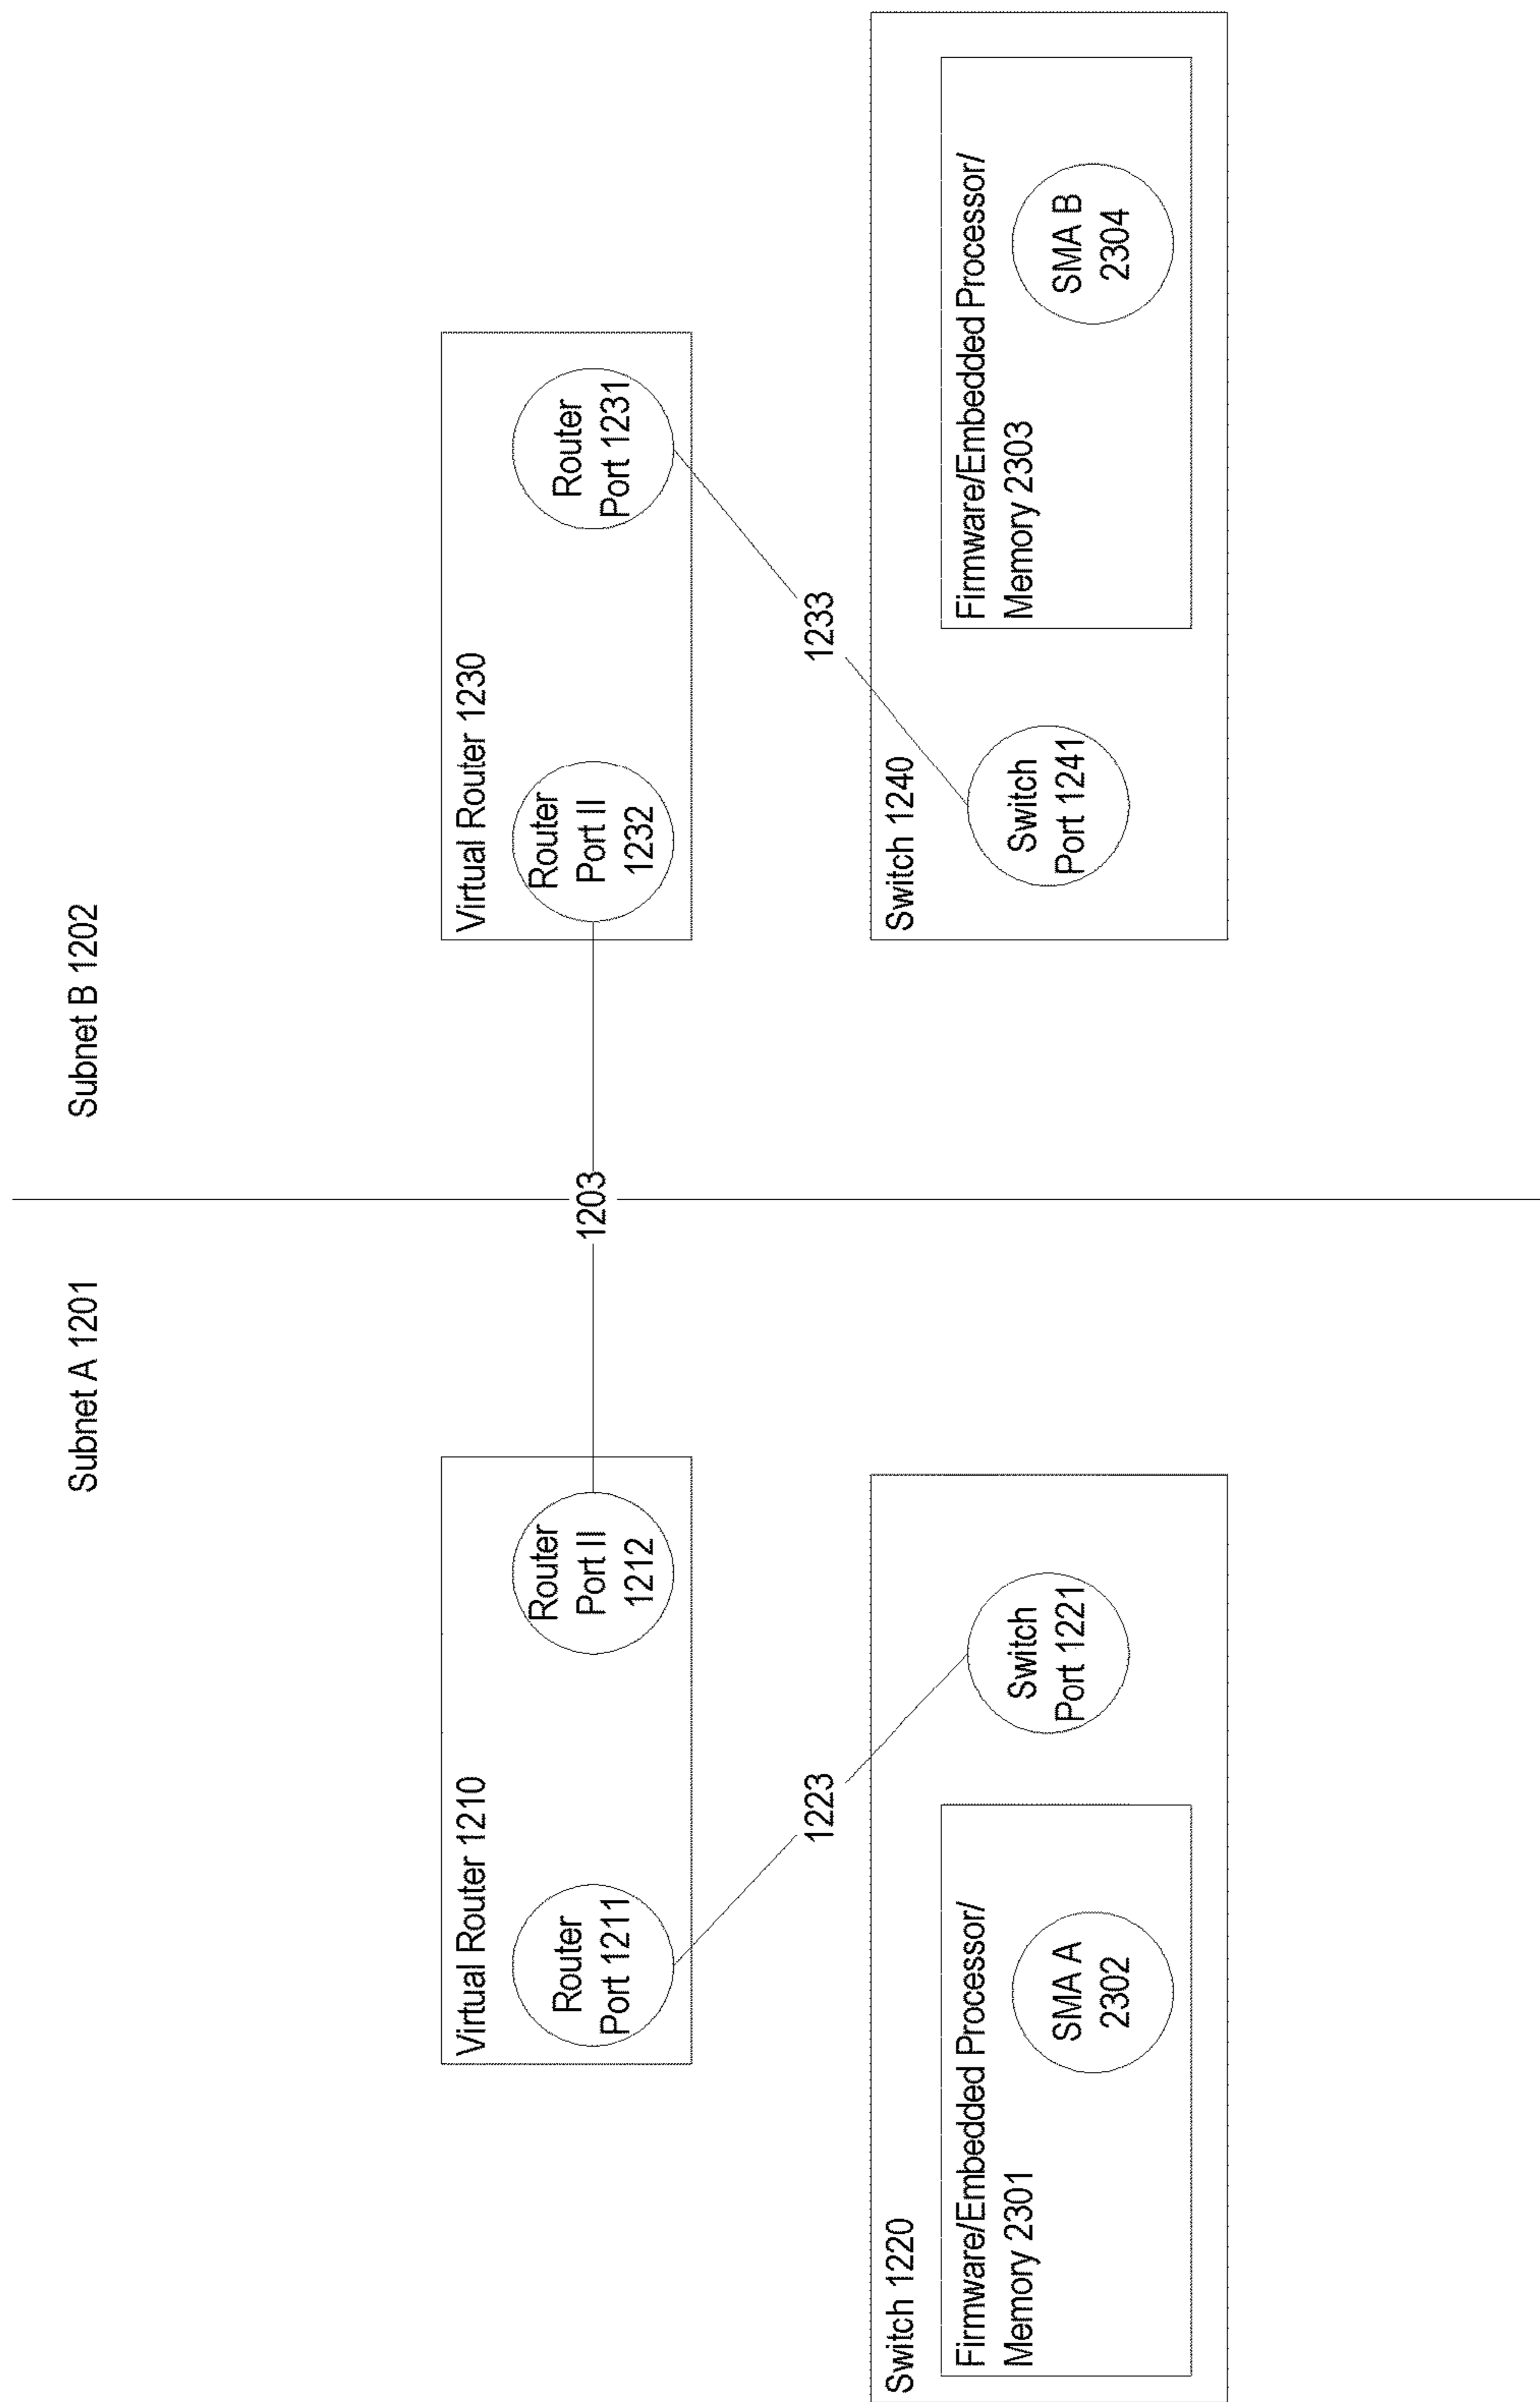 Subnet A 1201
Subnet B 1202
Virtual Router 1210
Router
Port 1211
Router
Port II
1212
1203
Virtual Router 1230
Router
Port II
1232
Router
Port 1231
1223
1233
Switch 1220
Firmware/Embedded Processor/
Memory 2301
SMA A
2302
Switch
Port 1221
Switch 1240
Switch
Port 1241
Firmware/Embedded Processor/
Memory 2303
SMA B
2304